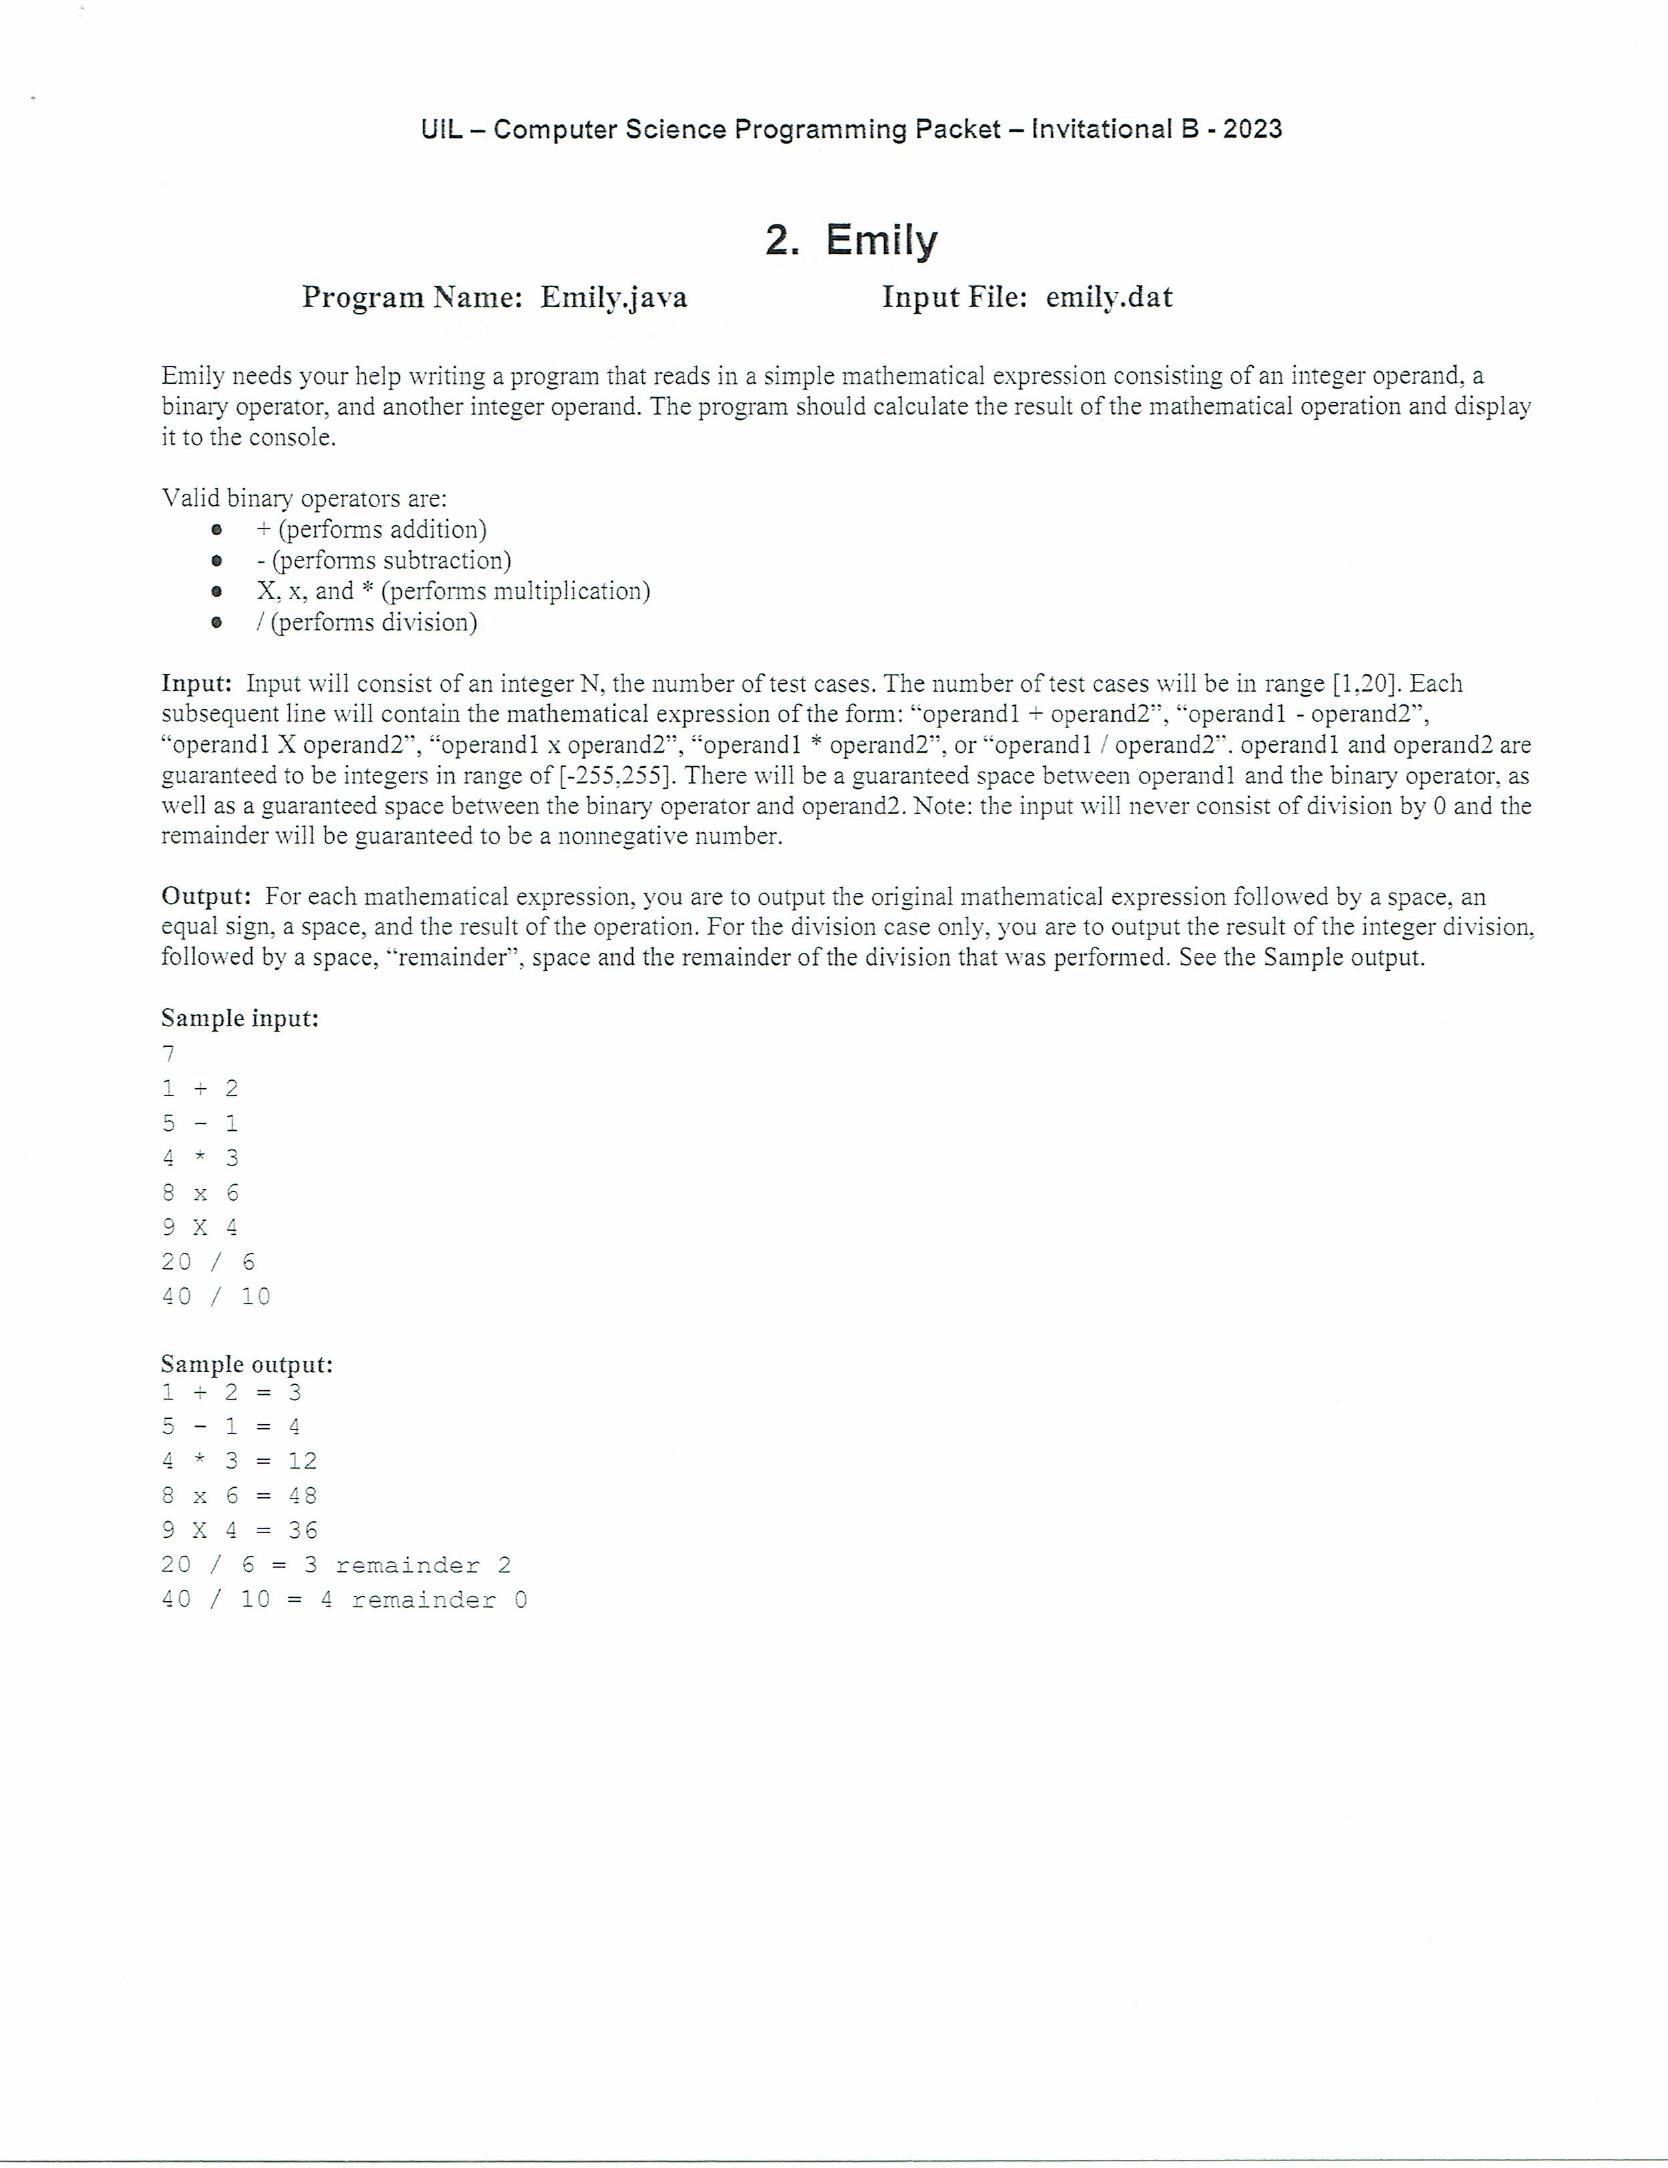 UIL – Computer Science Programming Packet – Invitational B - 2023
2. Emily
Program Name: Emily.java Input File: emily.dat
Emily needs your help writing a program that reads in a simple mathematical expression consisting of an integer operand, a
binary operator, and another integer operand. The program should calculate the result of the mathematical operation and display
it to the console.
Valid binary operators are:
• + (performs addition)
• - (performs subtraction)
• X, x, and * (performs multiplication)
• / (performs division)
Input: Input will consist of an integer N, the number of test cases. The number of test cases will be in range [1,20]. Each
subsequent line will contain the mathematical expression of the form: “operand1 + operand2”, “operand1 - operand2”,
“operand1 X operand2”, “operand1 x operand2”, “operand1 * operand2”, or “operand1 / operand2”. operand1 and operand2 are
guaranteed to be integers in range of [-255,255]. There will be a guaranteed space between operand1 and the binary operator, as
well as a guaranteed space between the binary operator and operand2. Note: the input will never consist of division by 0 and the
remainder will be guaranteed to be a nonnegative number.
Output: For each mathematical expression, you are to output the original mathematical expression followed by a space, an
equal sign, a space, and the result of the operation. For the division case only, you are to output the result of the integer division,
followed by a space, “remainder”, space and the remainder of the division that was performed. See the Sample output.
Sample input:
7
1 + 2
5 - 1
4 * 3
8 x 6
9 X 4
20 / 6
40 / 10
Sample output:
1 + 2 = 3
5 - 1 = 4
4 * 3 = 12
8 x 6 = 48
9 X 4 = 36
20 / 6 = 3 remainder 2
40 / 10 = 4 remainder 0